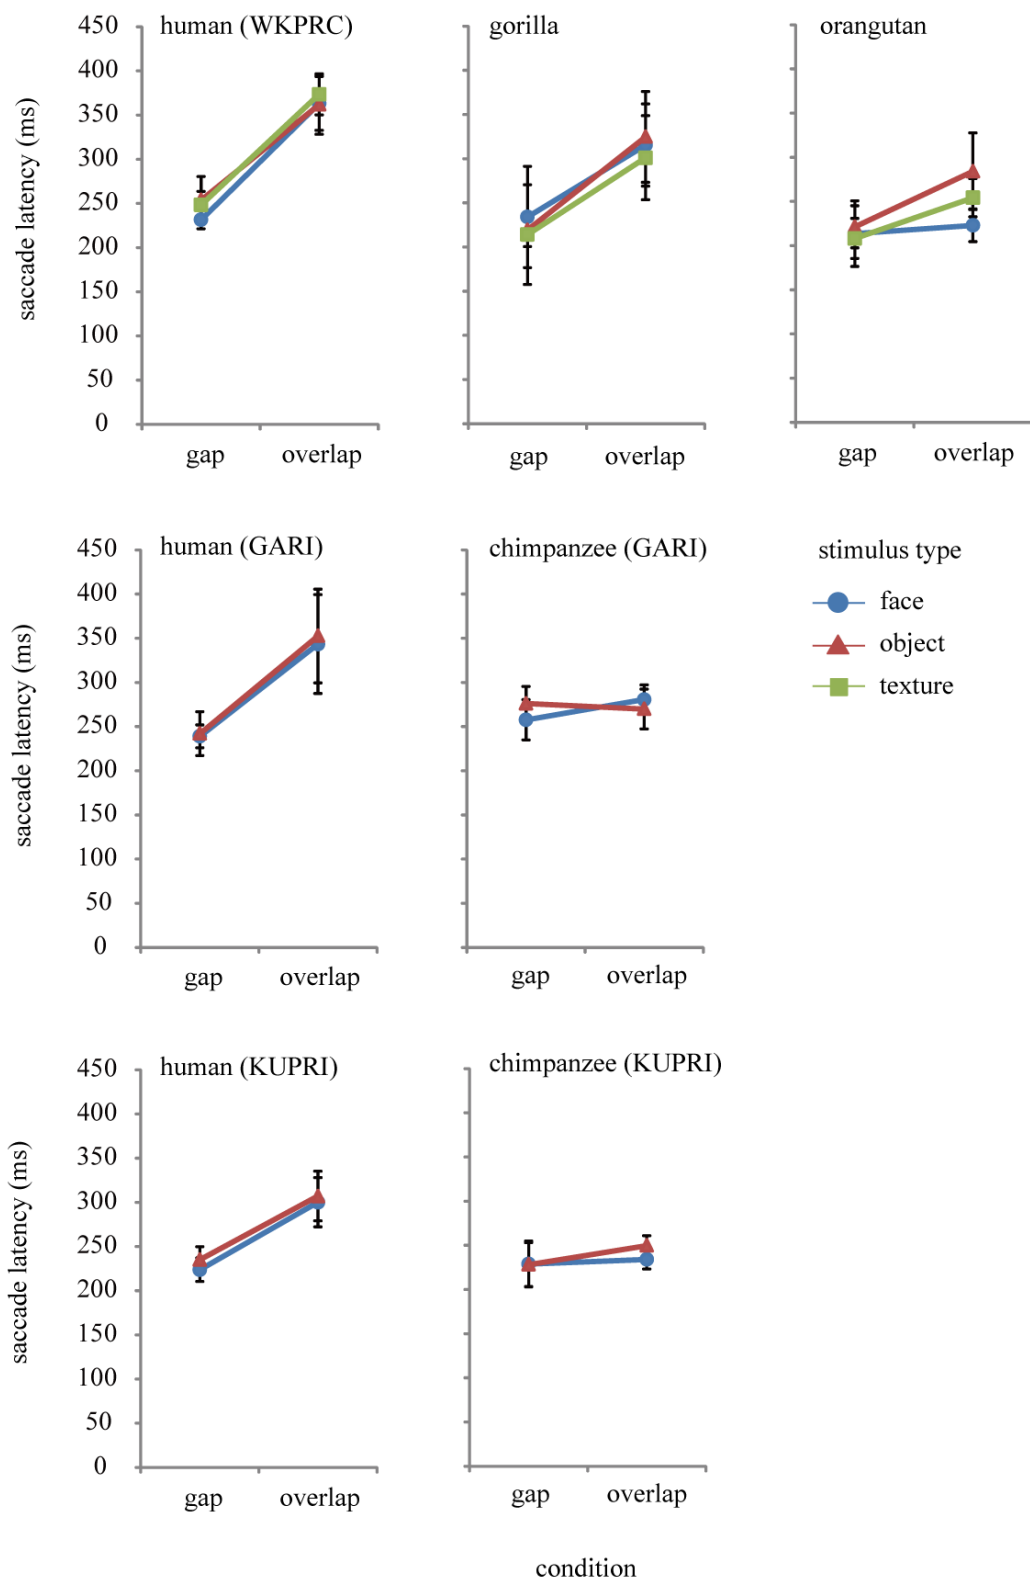 human (WKPRC)
gorilla
orangutan
saccade latency (ms)
450
400
350
300
250
200
150
100
50
0
gap overlap
gap overlap
gap overlap
human (GARI)
chimpanzee (GARI)
saccade latency (ms)
450
400
350
300
250
200
150
100
50
0
gap overlap
gap overlap
stimulus type
face
object
texture
human (KUPRI)
chimpanzee (KUPRI)
saccade latency (ms)
450
400
350
300
250
200
150
100
50
0
gap overlap
gap overlap
condition